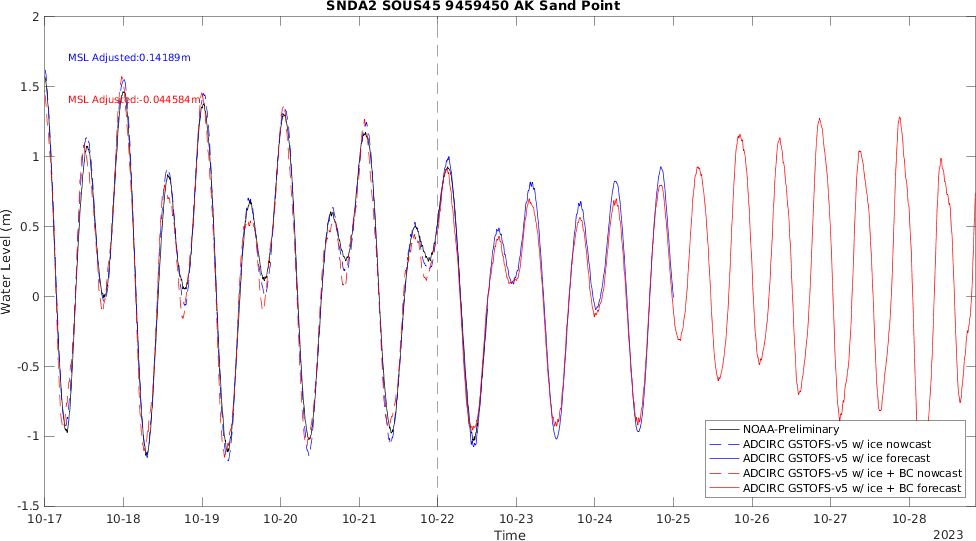 SNDA2 SOUS45 9459450 AK Sand Point
2
1.5
1
0.5
0
-0.5
-1
-1.5
Water Level (m)
MSL Adjusted:0.14189m
MSL Adjusted:-0.044584m
NOAA-Preliminary
ADCIRC GSTOFS-v5 w/ ice nowcast
ADCIRC GSTOFS-v5 w/ ice forecast
ADCIRC GSTOFS-v5 w/ ice + BC nowcast
ADCIRC GSTOFS-v5 w/ ice + BC forecast
10-17 10-18 10-19 10-20 10-21 10-22 10-23 10-24 10-25 10-26 10-27 10-28
Time
2023